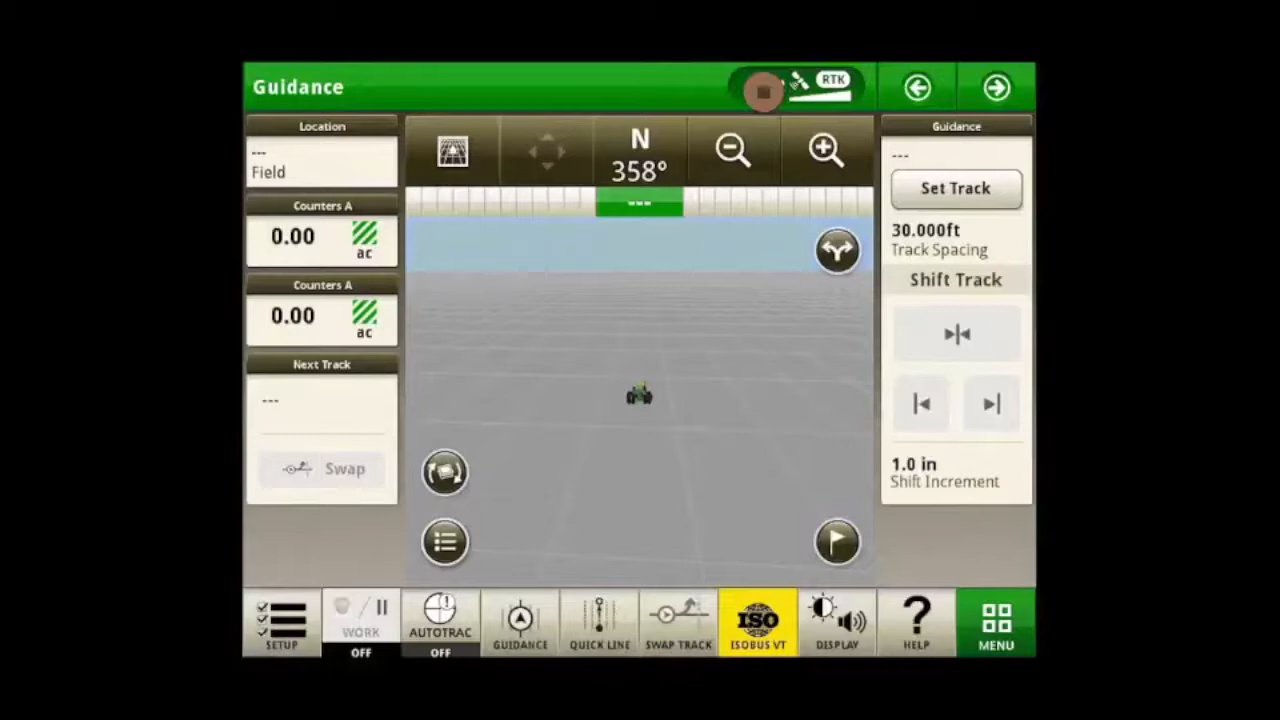 Guidance
RTK
Location
---
Field
Counters A
0.00
ac
Counters A
0.00
ac
Next Track
---
Swap
N
358°
---
Guidance
---
Set Track
30.000ft
Track Spacing
Shift Track
1.0 in
Shift Increment
SETUP
WORK
OFF
AUTOTRAC
OFF
GUIDANCE
QUICK LINE
SWAP TRACK
ISO
ISOBUS VT
DISPLAY
?
HELP
MENU